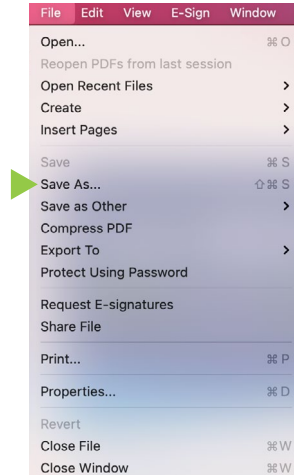 File Edit View E-Sign Window
Open... ⌘ O
Reopen PDFs from last session
Open Recent Files
Create
Insert Pages
Save ⌘ S
Save As... ⇧ ⌘ S
Save as Other
Compress PDF
Export To
Protect Using Password
Request E-signatures
Share File
Print... ⌘ P
Properties... ⌘ D
Revert
Close File ⌘W
Close Window ⌘W